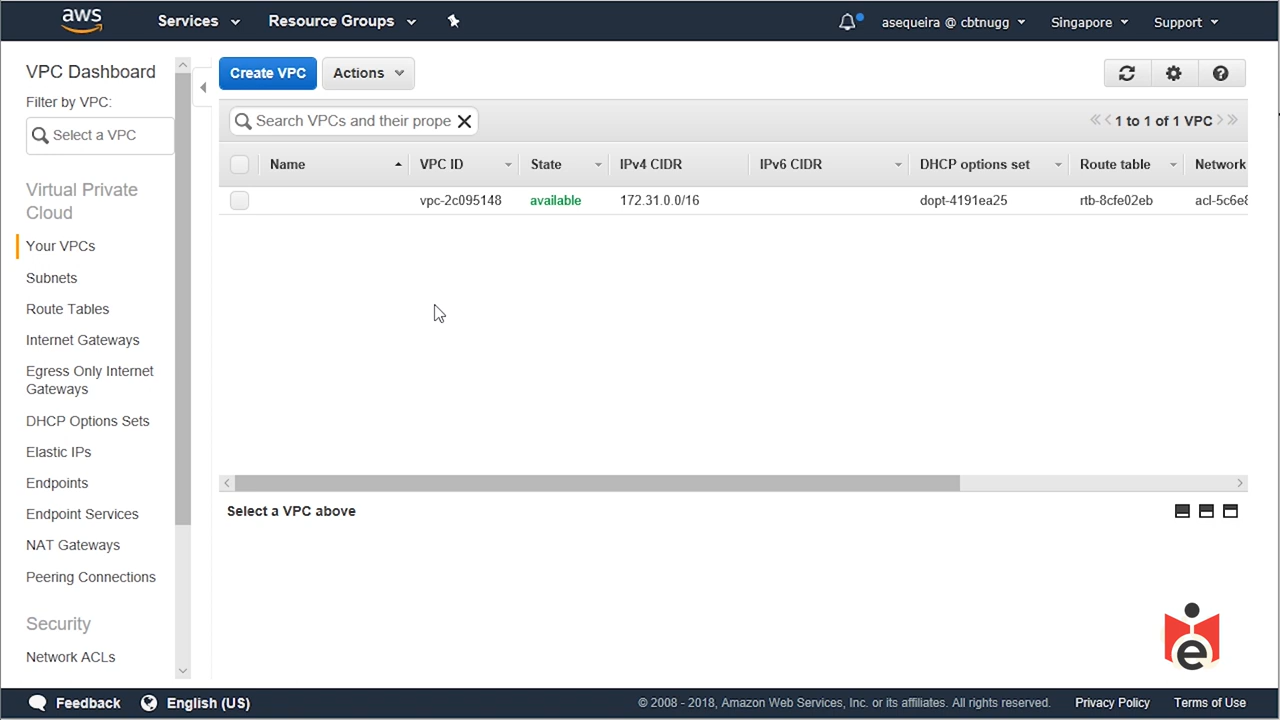 aws Services Resource Groups asequeira @ cbtnugg Singapore Support
VPC Dashboard
Filter by VPC:
Select a VPC
Virtual Private
Cloud
Your VPCs
Subnets
Route Tables
Internet Gateways
Egress Only Internet
Gateways
DHCP Options Sets
Elastic IPs
Endpoints
Endpoint Services
NAT Gateways
Peering Connections
Security
Network ACLs
Create VPC Actions
Search VPCs and their prope 1 to 1 of 1 VPC
Name VPC ID State IPv4 CIDR IPv6 CIDR DHCP options set Route table Network
vpc-2c095148 available 172.31.0.0/16 dopt-4191ea25 rtb-8cfe02eb acl-5c6e8
Select a VPC above
e
Feedback English (US) © 2008 - 2018, Amazon Web Services, Inc. or its affiliates. All rights reserved. Privacy Policy Terms of Use